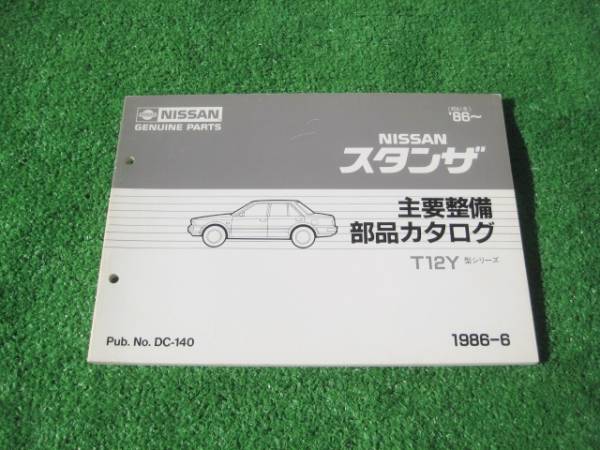 NISSAN
GENUINE PARTS
'86~
NISSAN
スタンザ
主要整備
部品カタログ
T12Y 型シリーズ
Pub. No. DC-140
1986-6